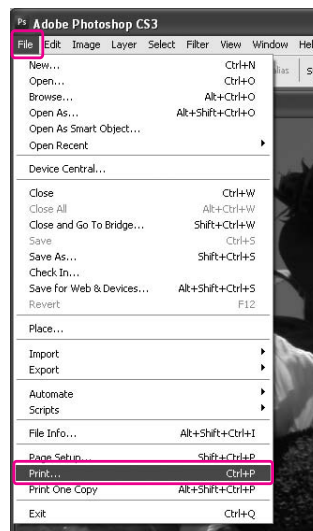 Ps Adobe Photoshop CS3
File Edit Image Layer Select Filter View Window Hel
New... Ctrl+N
Open... Ctrl+O
Browse... Alt+Ctrl+O
Open As... Alt+Shift+Ctrl+O
Open As Smart Object...
Open Recent
Device Central...
Close Ctrl+W
Close All Alt+Ctrl+W
Close and Go To Bridge... Shift+Ctrl+W
Save Ctrl+S
Save As... Shift+Ctrl+S
Check In...
Save for Web & Devices... Alt+Shift+Ctrl+S
Revert F12
Place...
Import
Export
Automate
Scripts
File Info... Alt+Shift+Ctrl+I
Page Setup... Shift+Ctrl+P
Print... Ctrl+P
Print One Copy Alt+Shift+Ctrl+P
Exit Ctrl+Q